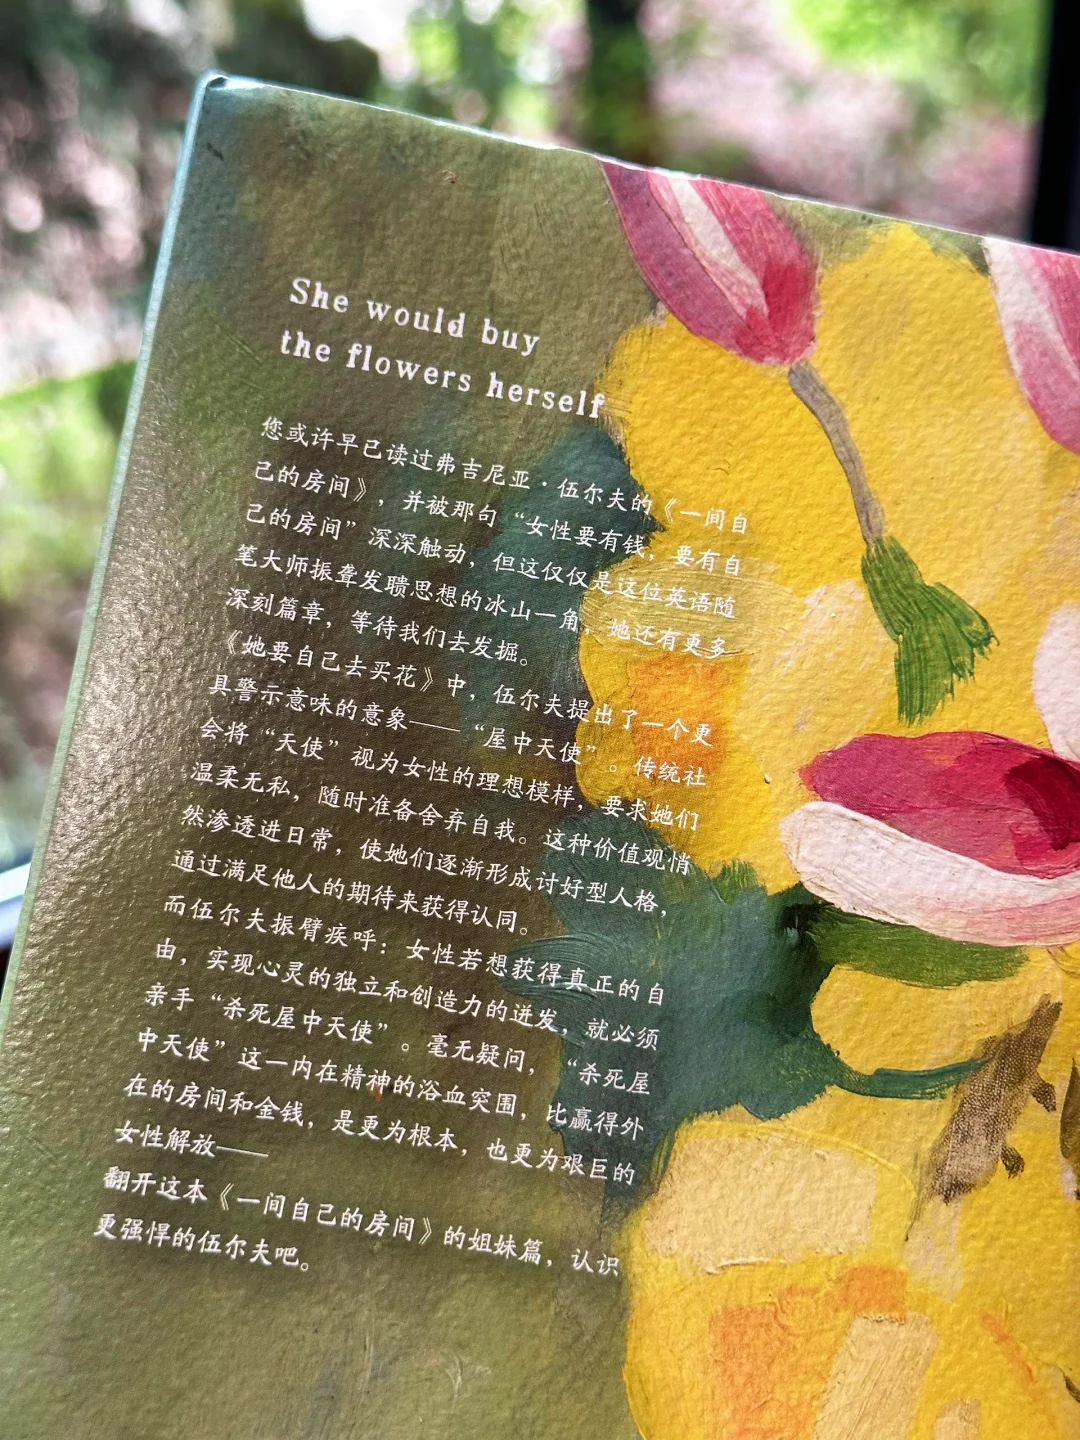 She would buy
the flowers herself
您或许早已读过弗吉尼亚·伍尔夫的《一间自
己的房间》，并被那句“女性要有钱，要有自
己的房间”深深触动，但这仅仅是这位英语随
笔大师振聋发聩思想的冰山一角，她还有更多
深刻篇章，等待我们去发掘。
《她要自己去买花》中，伍尔夫提出了一个更
具警示意味的意象——“屋中天使”。传统社
会将“天使”视为女性的理想模样，要求她们
温柔无私，随时准备舍弃自我。这种价值观悄
然渗透进日常，使她们逐渐形成讨好型人格，
通过满足他人的期待来获得认同。
而伍尔夫振臂疾呼：女性若想获得真正的自
由，实现心灵的独立和创造力的迸发，就必须
亲手“杀死屋中天使”。毫无疑问，“杀死屋
中天使”这一内在精神的浴血突围，比赢得外
在的房间和金钱，是更为根本，也更为艰巨的
女性解放——
翻开这本《一间自己的房间》的姐妹篇，认识
更强悍的伍尔夫吧。